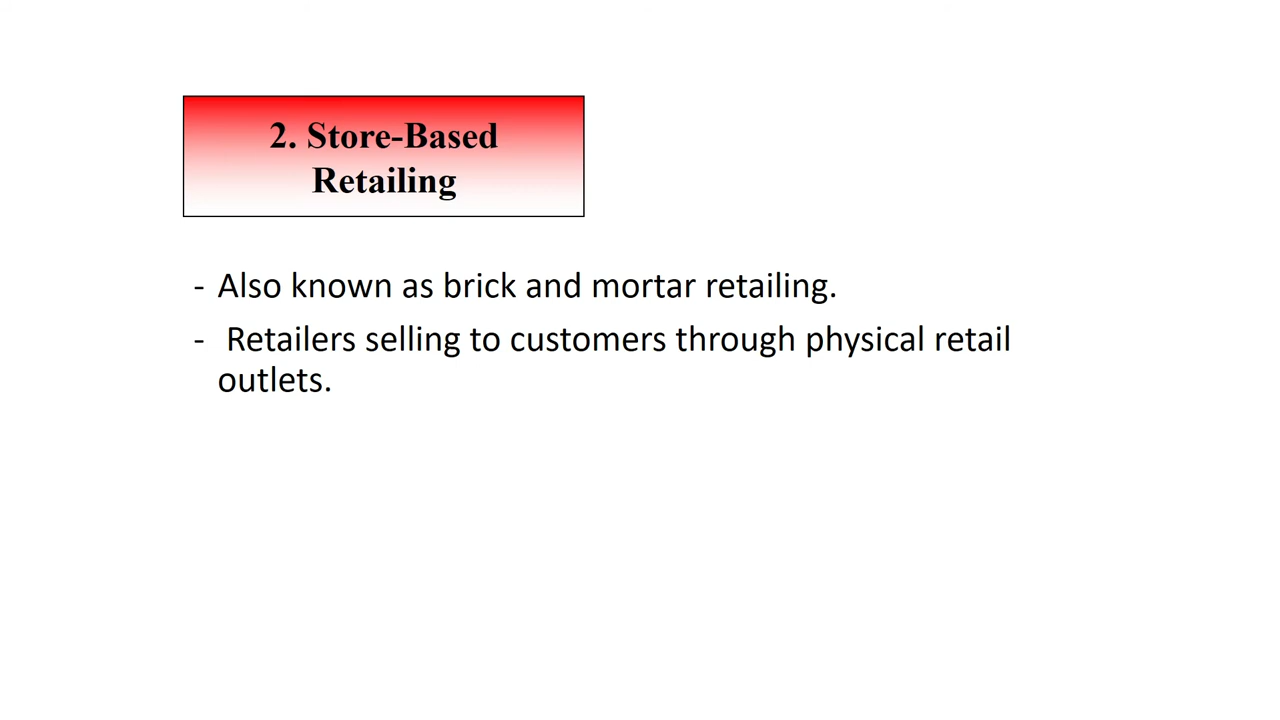 2. Store-Based
Retailing
- Also known as brick and mortar retailing.
- Retailers selling to customers through physical retail
outlets.